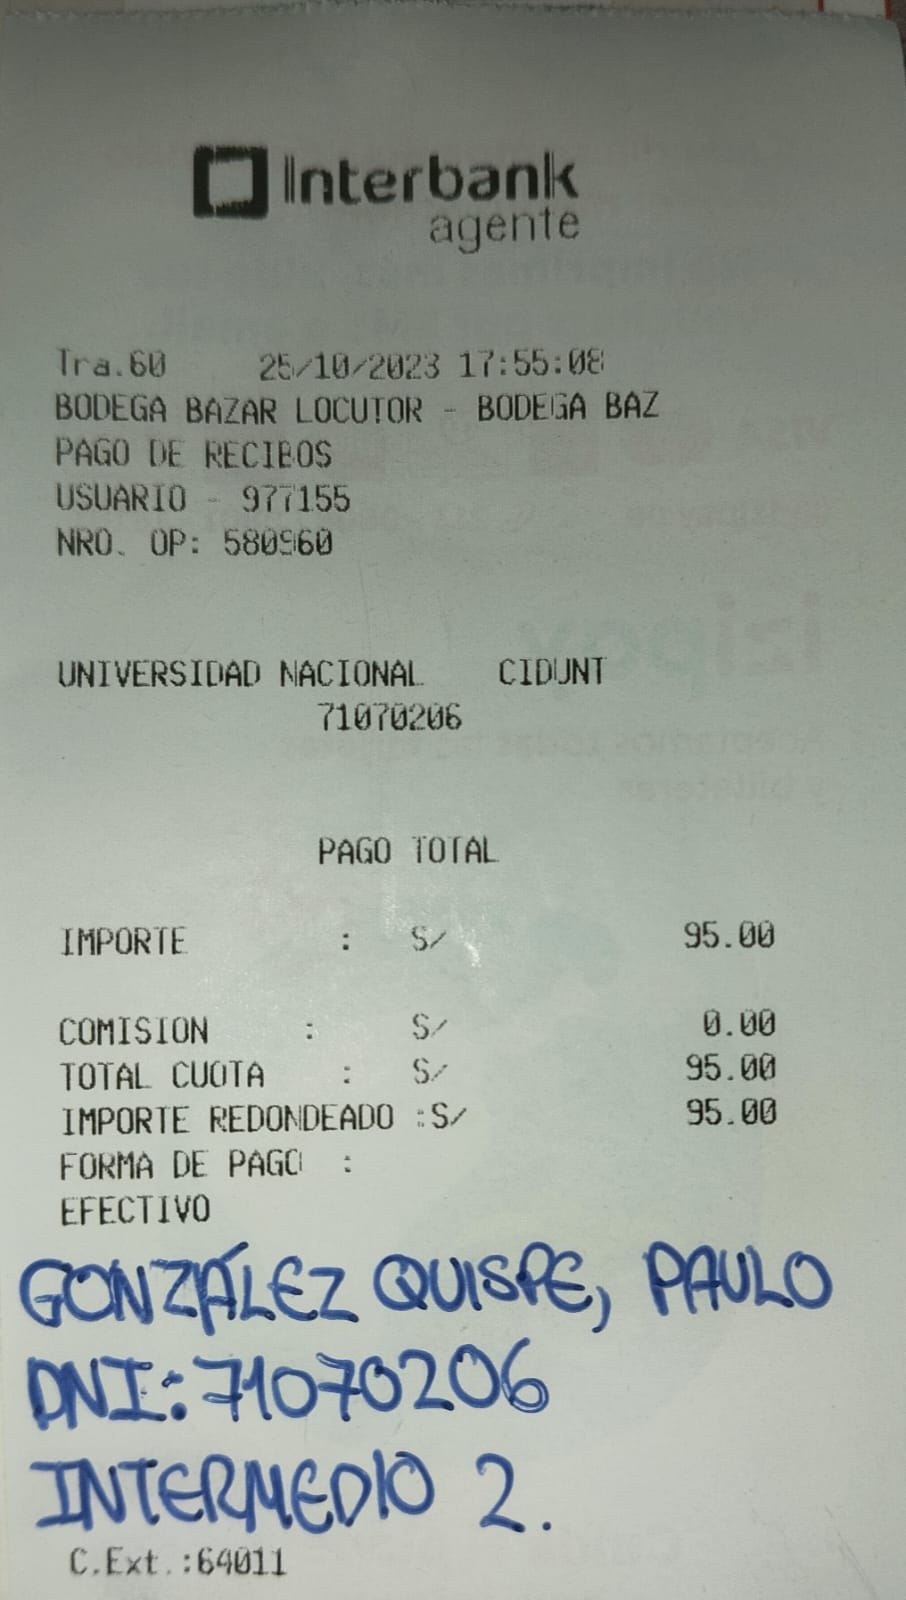 Interbank
agente
Tra.60 25/10/2023 17:55:08
BODEGA BAZAR LOCUTOR - BODEGA BAZ
PAGO DE RECIBOS
USUARIO - 977155
NRO. OP: 580960
UNIVERSIDAD NACIONAL CIDUNT
71070206
PAGO TOTAL
IMPORTE : S/ 95.00
COMISION : S/ 0.00
TOTAL CUOTA : S/ 95.00
IMPORTE REDONDEADO :S/ 95.00
FORMA DE PAGO :
EFECTIVO
GONZÁLEZ QUISPE, PAULO
DNI: 71070206
INTERMEDIO 2.
C.Ext.:64011